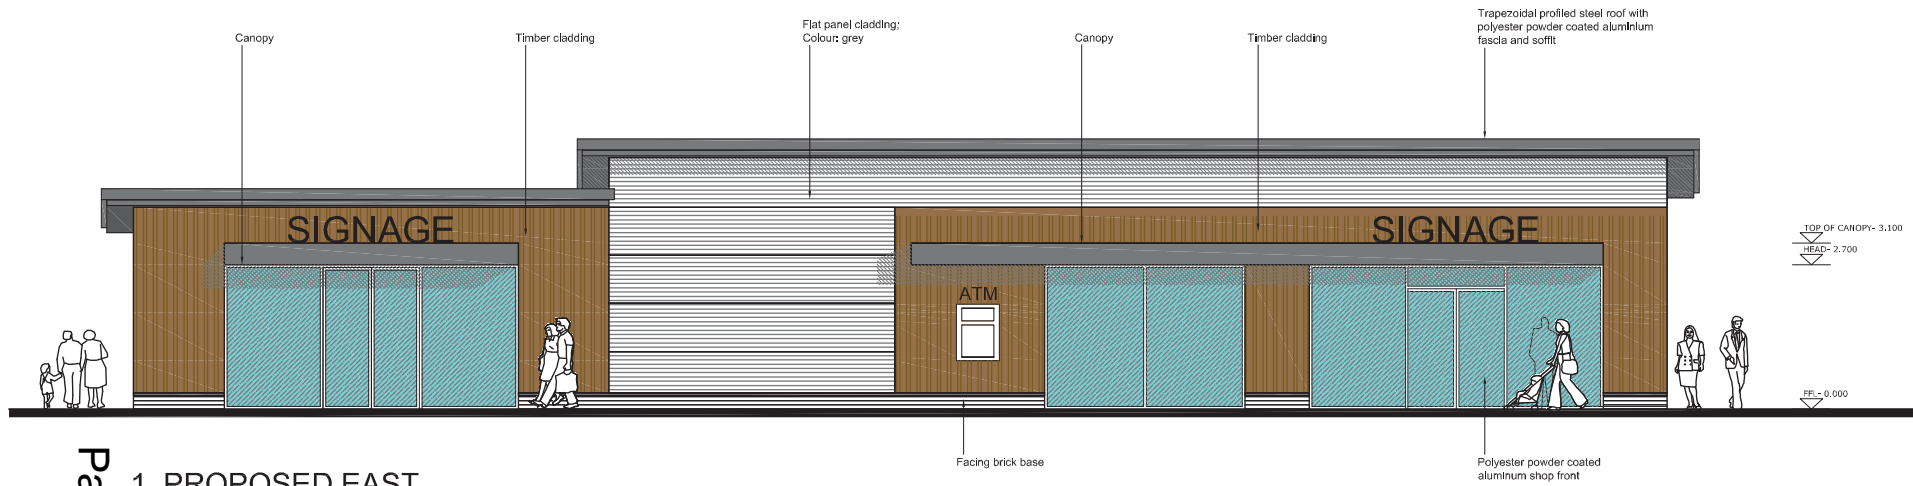 Canopy
Timber cladding
Flat panel cladding;
Colour: grey
Canopy
Timber cladding
Trapezoidal profiled steel roof with
polyester powder coated aluminium
fascia and soffit
SIGNAGE
SIGNAGE
TOP OF CANOPY- 3.100
HEAD- 2.700
ATM
FFL- 0.000
Facing brick base
Polyester powder coated
aluminum shop front
Pa
1 PROPOSED EAST